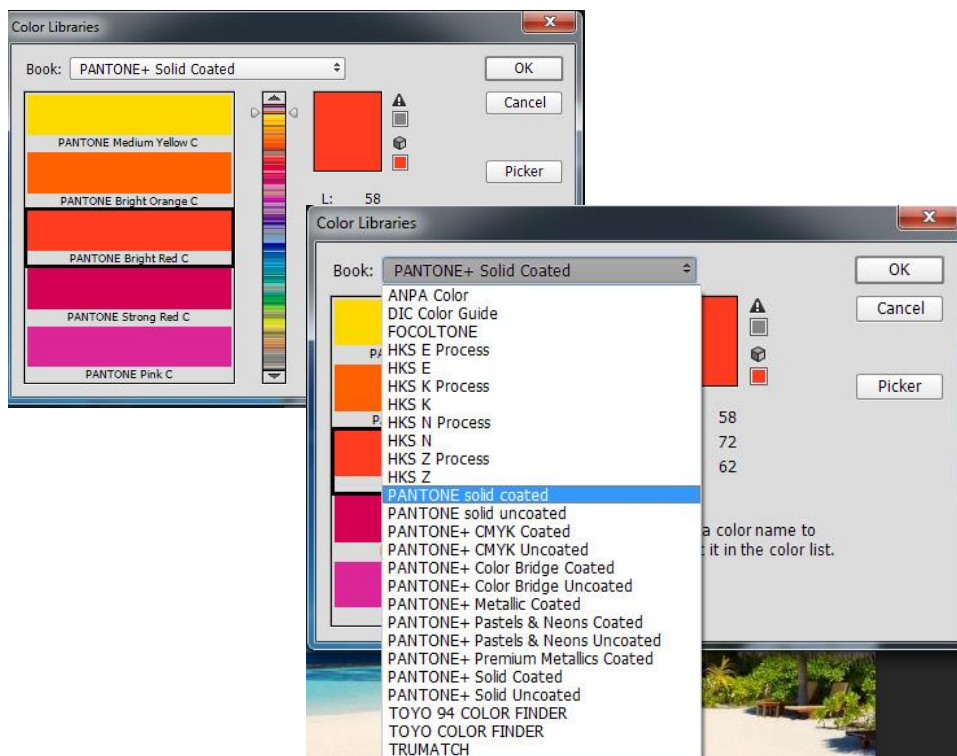 Color Libraries
Book: PANTONE+ Solid Coated
OK
Cancel
Picker
PANTONE Medium Yellow C
PANTONE Bright Orange C
PANTONE Bright Red C
PANTONE Strong Red C
PANTONE Pink C
L: 58
Color Libraries
Book: PANTONE+ Solid Coated
OK
Cancel
Picker
ANPA Color
DIC Color Guide
FOCOLTONE
HKS E Process
HKS E
HKS K Process
HKS K
HKS N Process
HKS N
HKS Z Process
HKS Z
PANTONE solid coated
PANTONE solid uncoated
PANTONE+ CMYK Coated
PANTONE+ CMYK Uncoated
PANTONE+ Color Bridge Coated
PANTONE+ Color Bridge Uncoated
PANTONE+ Metallic Coated
PANTONE+ Pastels & Neons Coated
PANTONE+ Pastels & Neons Uncoated
PANTONE+ Premium Metallics Coated
PANTONE+ Solid Coated
PANTONE+ Solid Uncoated
TOYO 94 COLOR FINDER
TOYO COLOR FINDER
TRUMATCH
58
72
62
a color name to
it in the color list.